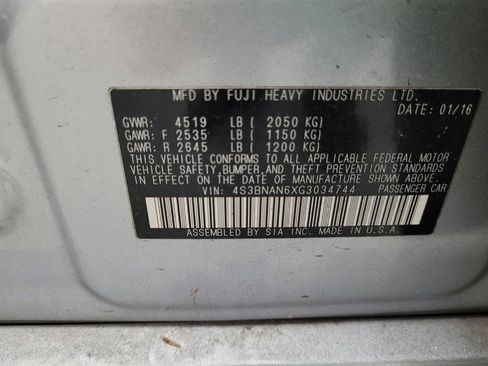 MFD BY FUJI HEAVY INDUSTRIES LTD.
DATE: 01/16
GVWR: 4519 LB ( 2050 KG)
GAWR: F 2535 LB ( 1150 KG)
GAWR: R 2645 LB ( 1200 KG)
THIS VEHICLE CONFORMS TO ALL APPLICABLE FEDERAL MOTOR
VEHICLE SAFETY,BUMPER,AND THEFT PREVENTION STANDARDS
IN EFFECT ON THE DATE OF MANUFACTURE SHOWN ABOVE.
VIN: 4S3BNAN6XG3034744 PASSENGER CAR
ASSEMBLED BY SIA INC. MADE IN U.S.A.